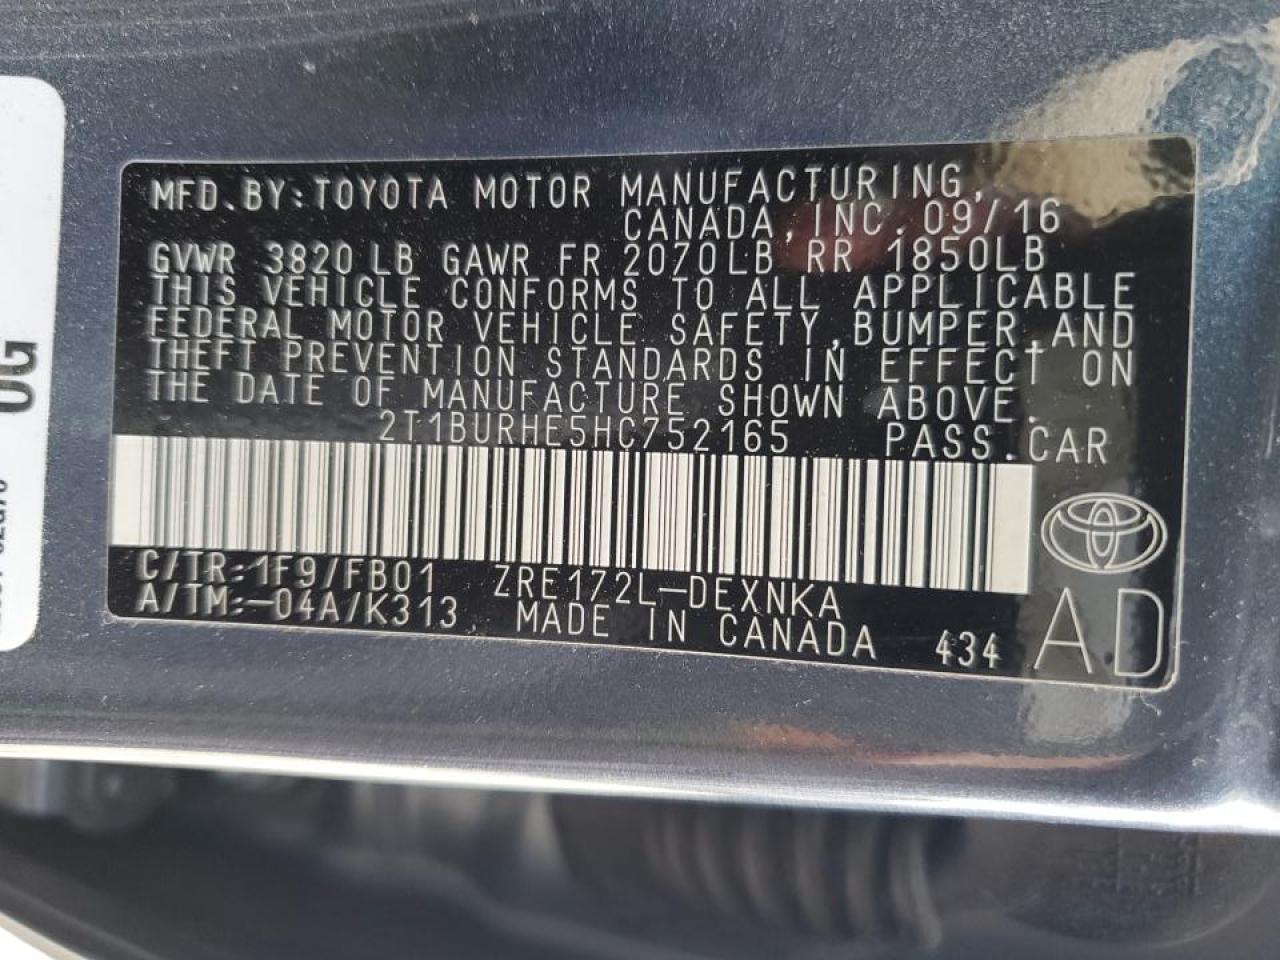 MFD.BY:TOYOTA MOTOR MANUFACTURING,
CANADA,INC.09/16
GVWR 3820LB GAWR FR 2070LB RR 1850LB
THIS VEHICLE CONFORMS TO ALL APPLICABLE
FEDERAL MOTOR VEHICLE SAFETY,BUMPER,AND
THEFT PREVENTION STANDARDS IN EFFECT ON
THE DATE OF MANUFACTURE SHOWN ABOVE.
2T1BURHE5HC752165 PASS.CAR
C/TR:1F9/FB01 ZRE172L-DEXNKA
A/TM:-04A/K313 MADE IN CANADA 434 AD
0G